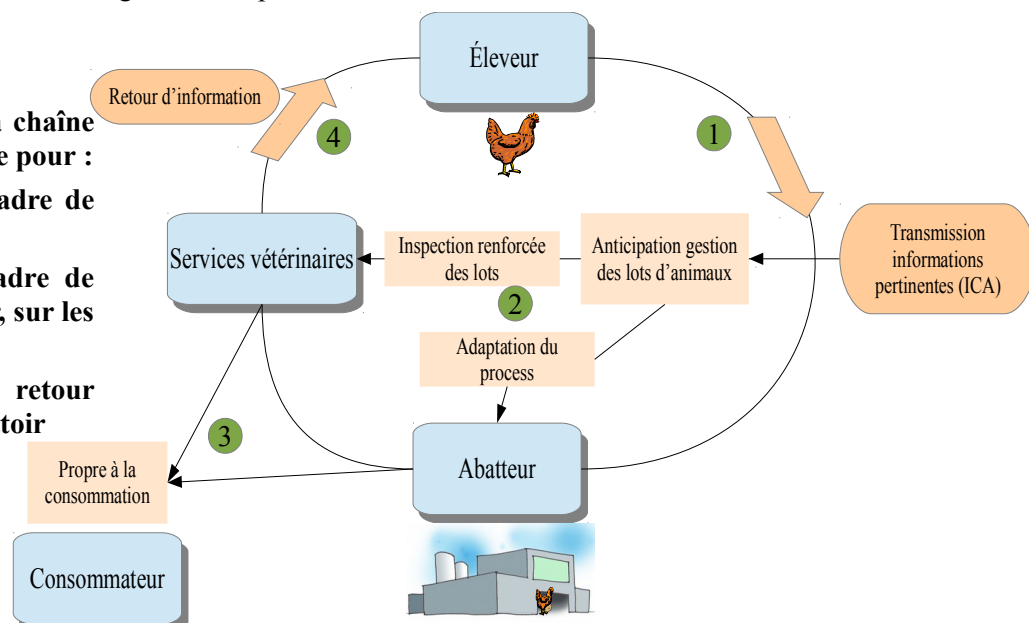 Éleveur
Retour d'information
chaîne
e pour :
adre de
adre de
, sur les
retour
toir
4
1
Services vétérinaires
Inspection renforcée
des lots
Anticipation gestion
des lots d'animaux
Transmission
informations
pertinentes (ICA)
2
Adaptation du
process
3
Propre à la
consommation
Abatteur
Consommateur